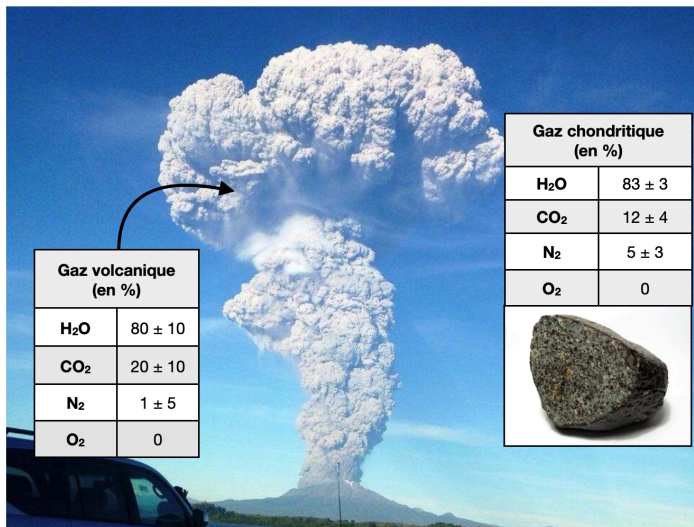 Gaz volcanique
(en %)
H₂O 80 ± 10
CO₂ 20 ± 10
N₂ 1 ± 5
O₂ 0
Gaz chondritique
(en %)
H₂O 83 ± 3
CO₂ 12 ± 4
N₂ 5 ± 3
O₂ 0